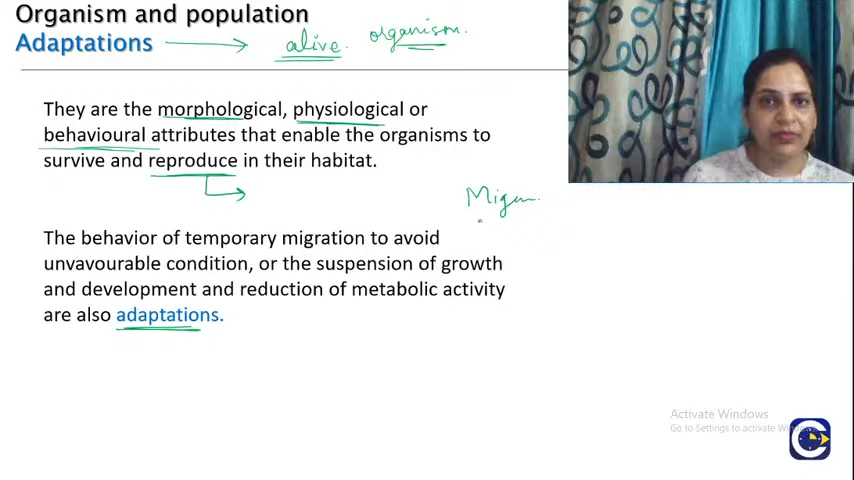 Organism and population
Adaptations alive. organison.
They are the morphological, physiological or
behavioural attributes that enable the organisms to
survive and reproduce in their habitat.
Migen.
The behavior of temporary migration to avoid
unvavourable condition, or the suspension of growth
and development and reduction of metabolic activity
are also adaptations.
Activate Windows
Go to Settings to activate Windows.